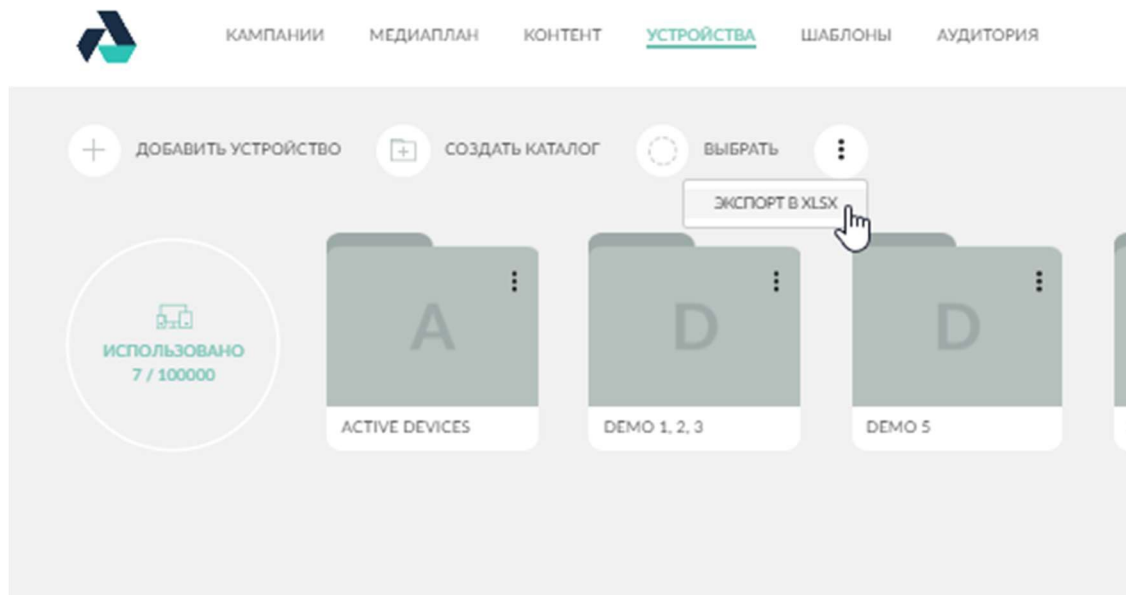 КАМПАНИИ МЕДИАПЛАН КОНТЕНТ УСТРОЙСТВА ШАБЛОНЫ АУДИТОРИЯ
ДОБАВИТЬ УСТРОЙСТВО СОЗДАТЬ КАТАЛОГ ВЫБРАТЬ
ЭКСПОРТ В XLSX
A D D
ИСПОЛЬЗОВАНО
7 / 100000
ACTIVE DEVICES DEMO 1, 2, 3 DEMO 5